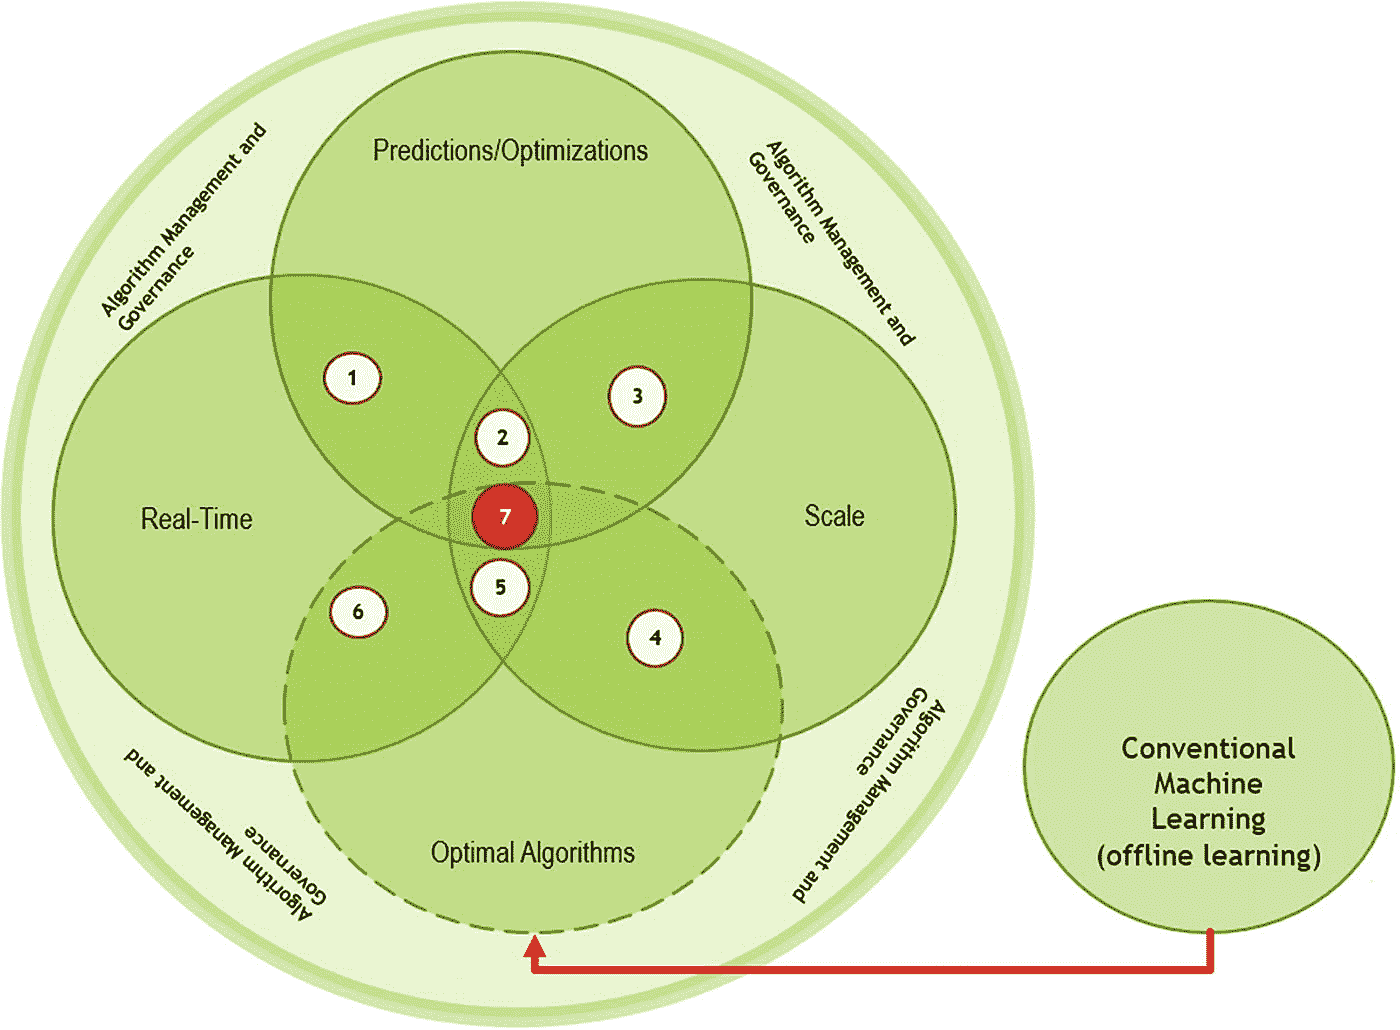 Predictions/Optimizations
Algorithm Management and
Governance
Algorithm Management and
Governance
1
3
2
Real-Time
7
Scale
5
6
4
Optimal Algorithms
Algorithm Management and
Governance
Algorithm Management and
Governance
Conventional
Machine
Learning
(offline learning)